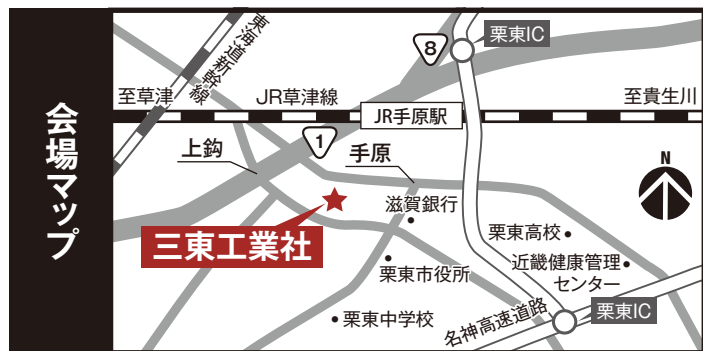 会場マップ
東海道新幹線
8
栗東IC
至草津
JR草津線
JR手原駅
至貴生川
1
上鈎
手原
N
滋賀銀行
三東工業社
栗東高校
栗東市役所
近畿健康管理
センター
栗東中学校
名神高速道路
栗東IC